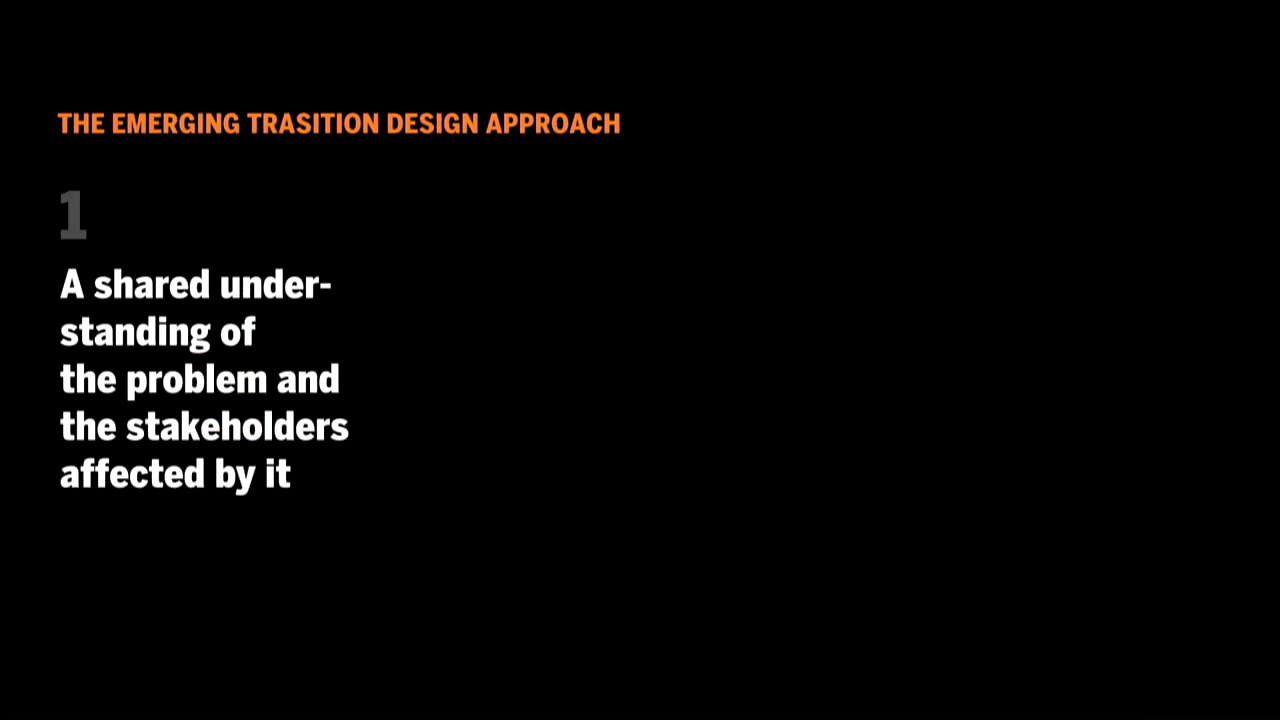 THE EMERGING TRASITION DESIGN APPROACH
1
A shared under-
standing of
the problem and
the stakeholders
affected by it